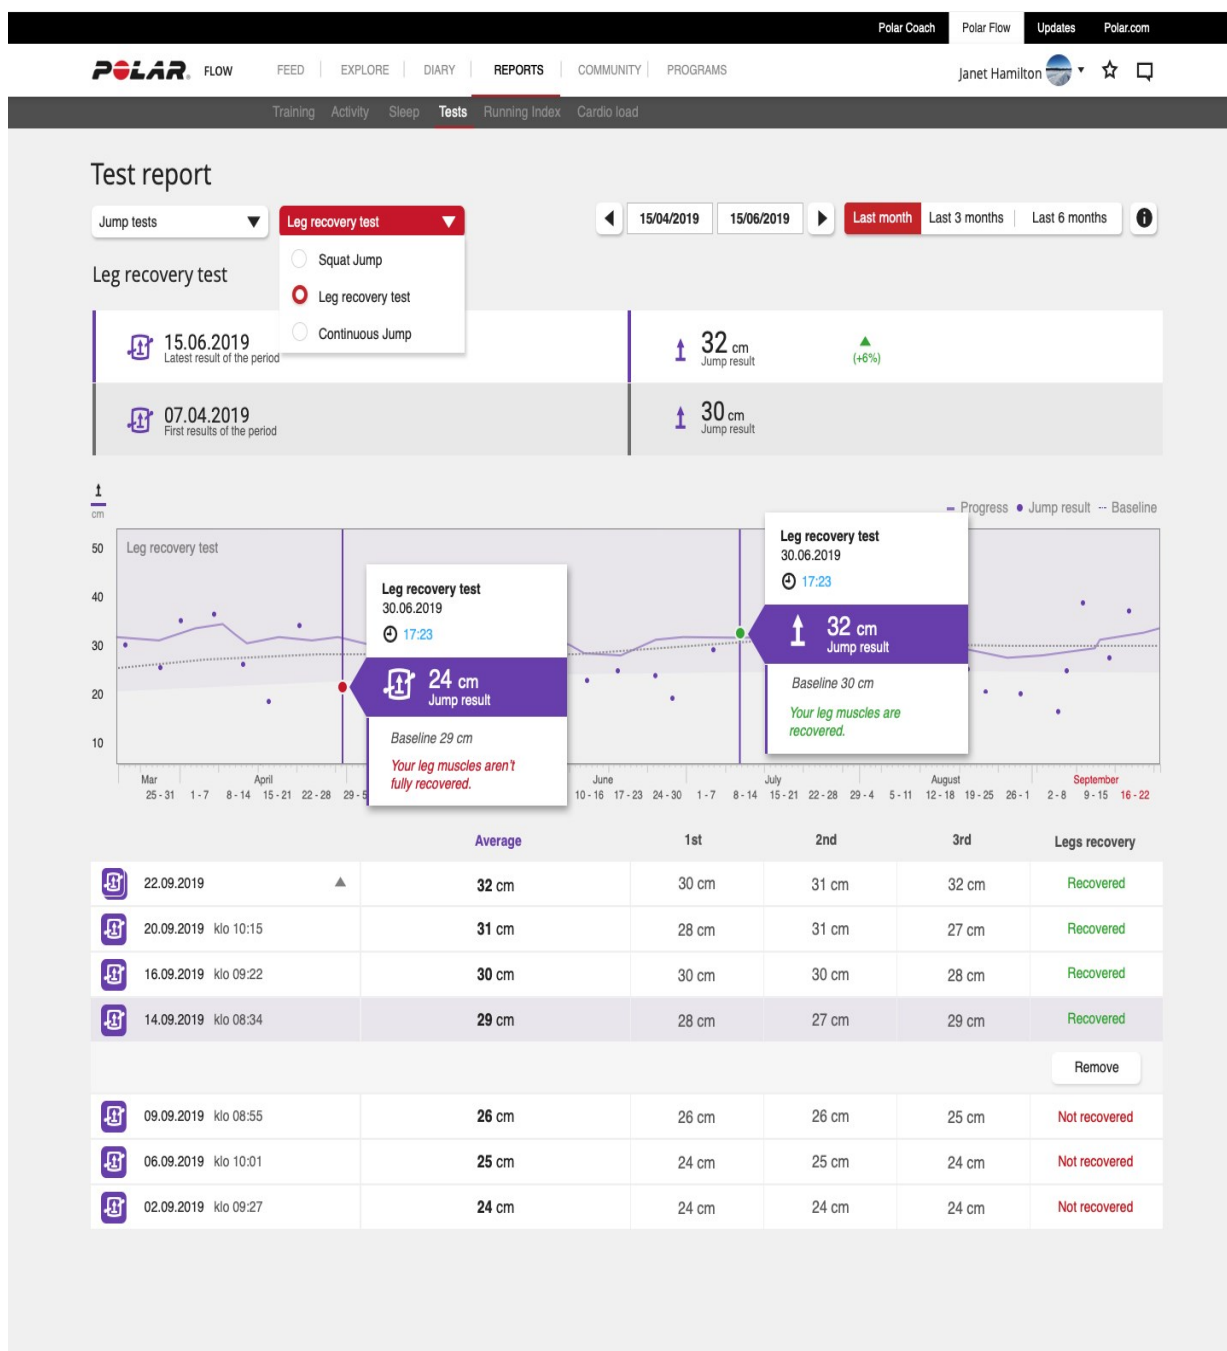 Polar Coach Polar Flow Updates Polar.com
POLAR. FLOW FEED EXPLORE DIARY REPORTS COMMUNITY PROGRAMS Janet Hamilton
Training Activity Sleep Tests Running Index Cardio load
Test report
Jump tests Leg recovery test 15/04/2019 15/06/2019 Last month Last 3 months Last 6 months i
Squat Jump
Leg recovery test
Leg recovery test
Continuous Jump
15.06.2019
Latest result of the period
32 cm
Jump result
(+6%)
07.04.2019
First results of the period
30 cm
Jump result
cm
Progress Jump result Baseline
Leg recovery test
50
40
30
20
10
Leg recovery test
30.06.2019
17:23
24 cm
Jump result
Baseline 29 cm
Your leg muscles aren't
fully recovered.
Leg recovery test
30.06.2019
17:23
32 cm
Jump result
Baseline 30 cm
Your leg muscles are
recovered.
Mar April June July August September
25 - 31 1 - 7 8 - 14 15 - 21 22 - 28 29 - 5 10 - 16 17 - 23 24 - 30 1 - 7 8 - 14 15 - 21 22 - 28 29 - 4 5 - 11 12 - 18 19 - 25 26 - 1 2 - 8 9 - 15 16 - 22
Average 1st 2nd 3rd Legs recovery
22.09.2019 32 cm 30 cm 31 cm 32 cm Recovered
20.09.2019 klo 10:15 31 cm 28 cm 31 cm 27 cm Recovered
16.09.2019 klo 09:22 30 cm 30 cm 30 cm 28 cm Recovered
14.09.2019 klo 08:34 29 cm 28 cm 27 cm 29 cm Recovered
Remove
09.09.2019 klo 08:55 26 cm 26 cm 26 cm 25 cm Not recovered
06.09.2019 klo 10:01 25 cm 24 cm 25 cm 24 cm Not recovered
02.09.2019 klo 09:27 24 cm 24 cm 24 cm 24 cm Not recovered